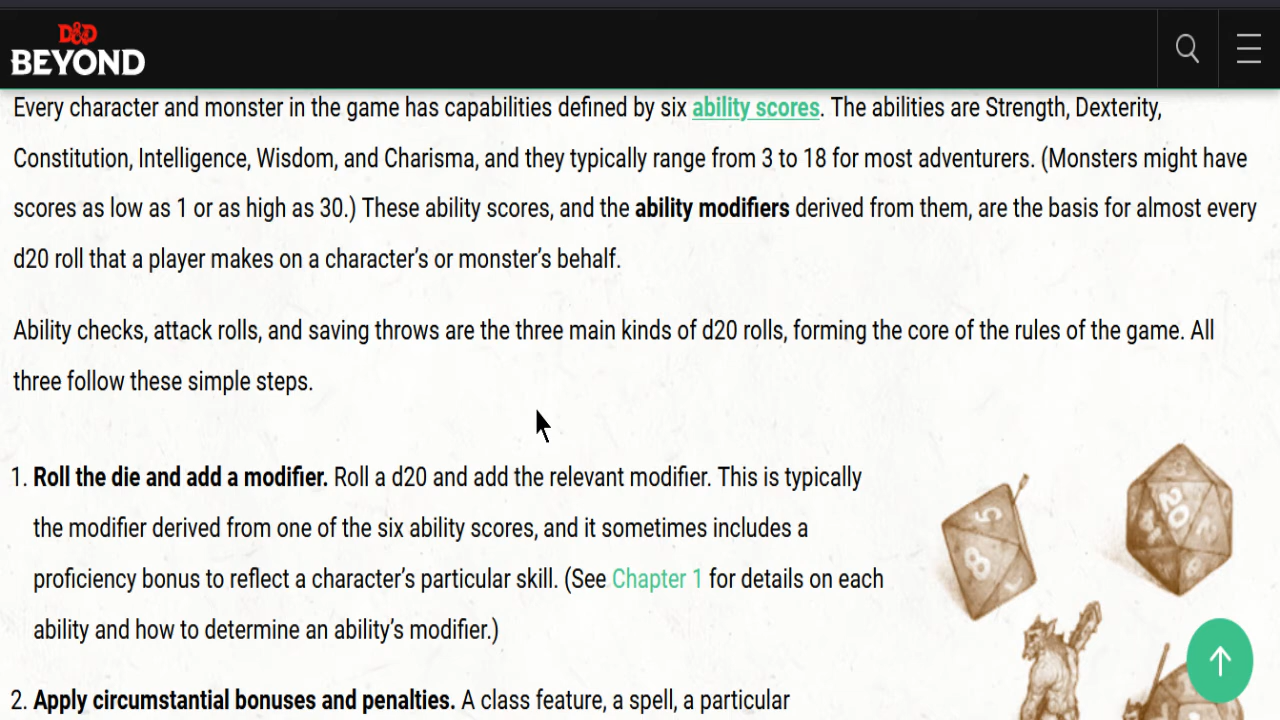 D&D
BEYOND
Every character and monster in the game has capabilities defined by six ability scores. The abilities are Strength, Dexterity,
Constitution, Intelligence, Wisdom, and Charisma, and they typically range from 3 to 18 for most adventurers. (Monsters might have
scores as low as 1 or as high as 30.) These ability scores, and the ability modifiers derived from them, are the basis for almost every
d20 roll that a player makes on a character’s or monster’s behalf.
Ability checks, attack rolls, and saving throws are the three main kinds of d20 rolls, forming the core of the rules of the game. All
three follow these simple steps.
1. Roll the die and add a modifier. Roll a d20 and add the relevant modifier. This is typically
the modifier derived from one of the six ability scores, and it sometimes includes a
proficiency bonus to reflect a character’s particular skill. (See Chapter 1 for details on each
ability and how to determine an ability’s modifier.)
5
8
20
2. Apply circumstantial bonuses and penalties. A class feature, a spell, a particular